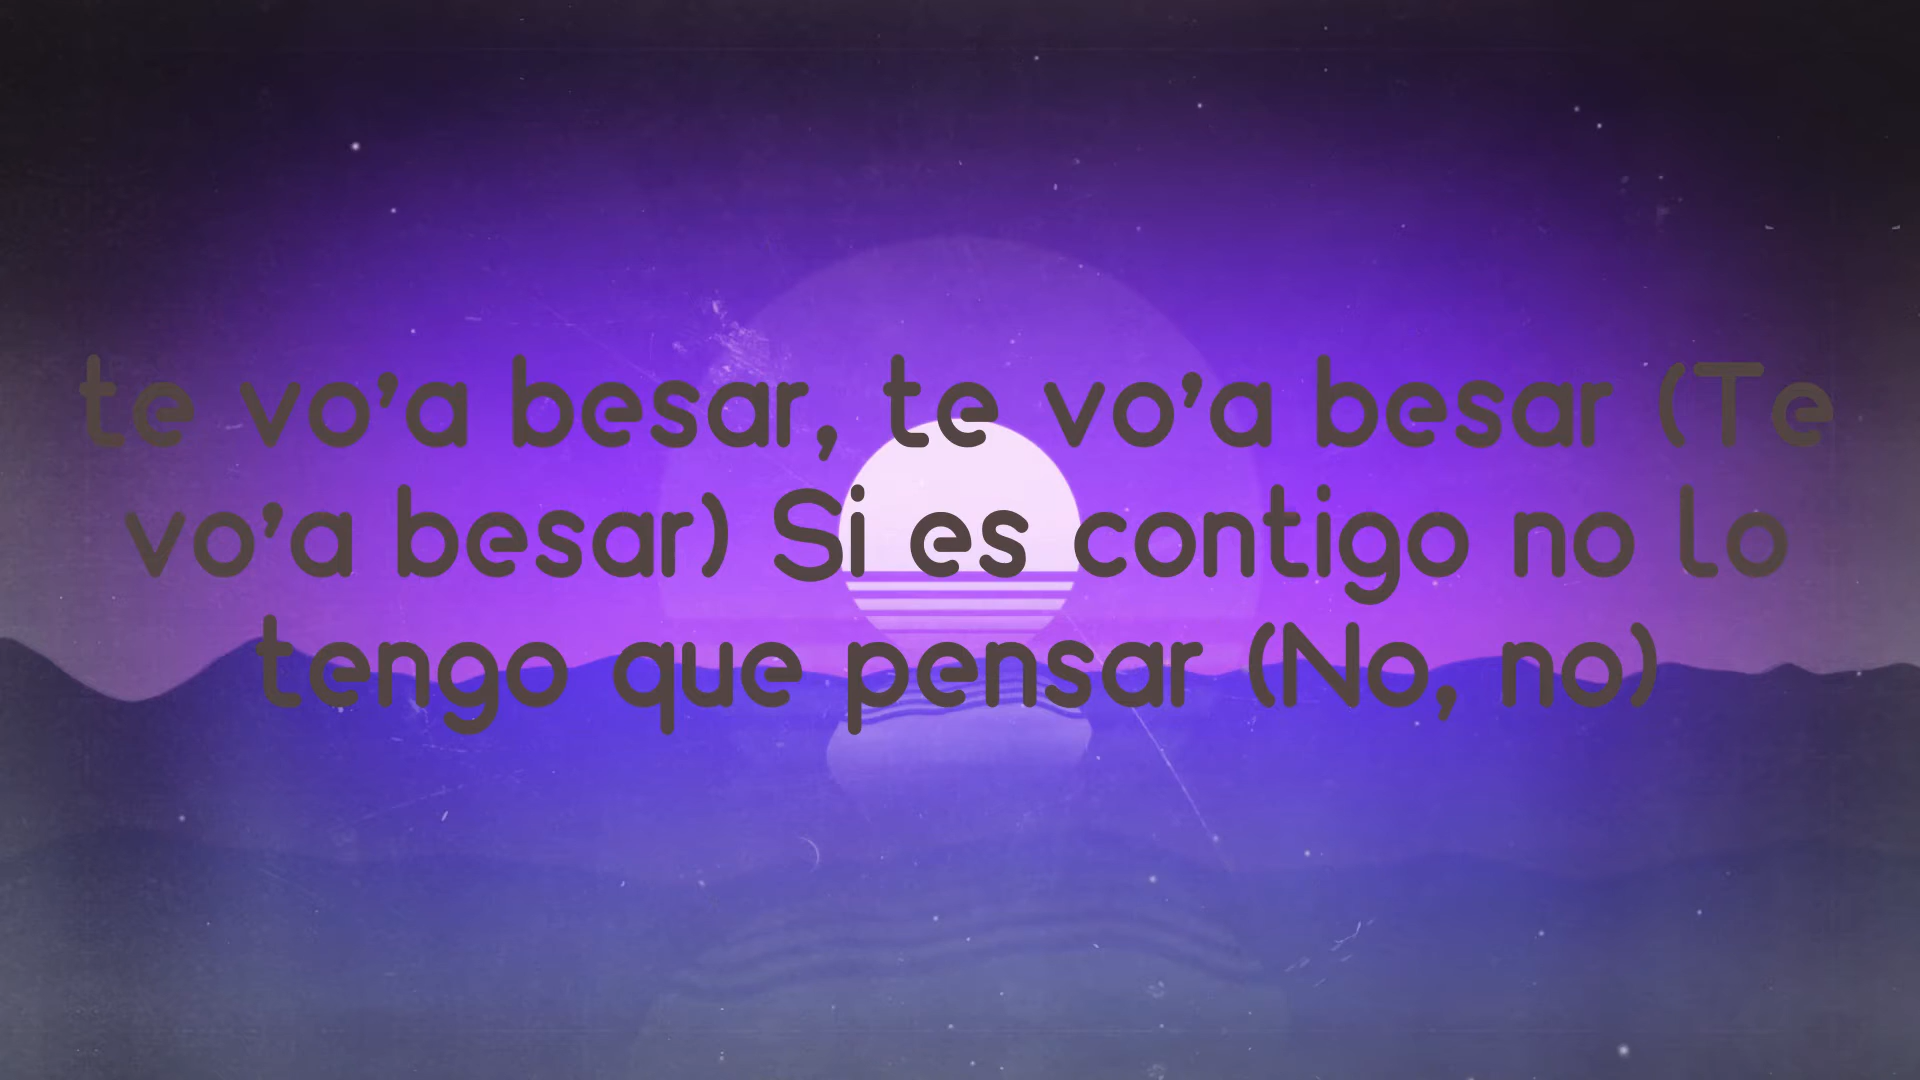 te vo’a besar, te vo’a besar (Te
vo’a besar) Si es contigo no lo
tengo que pensar (No, no)